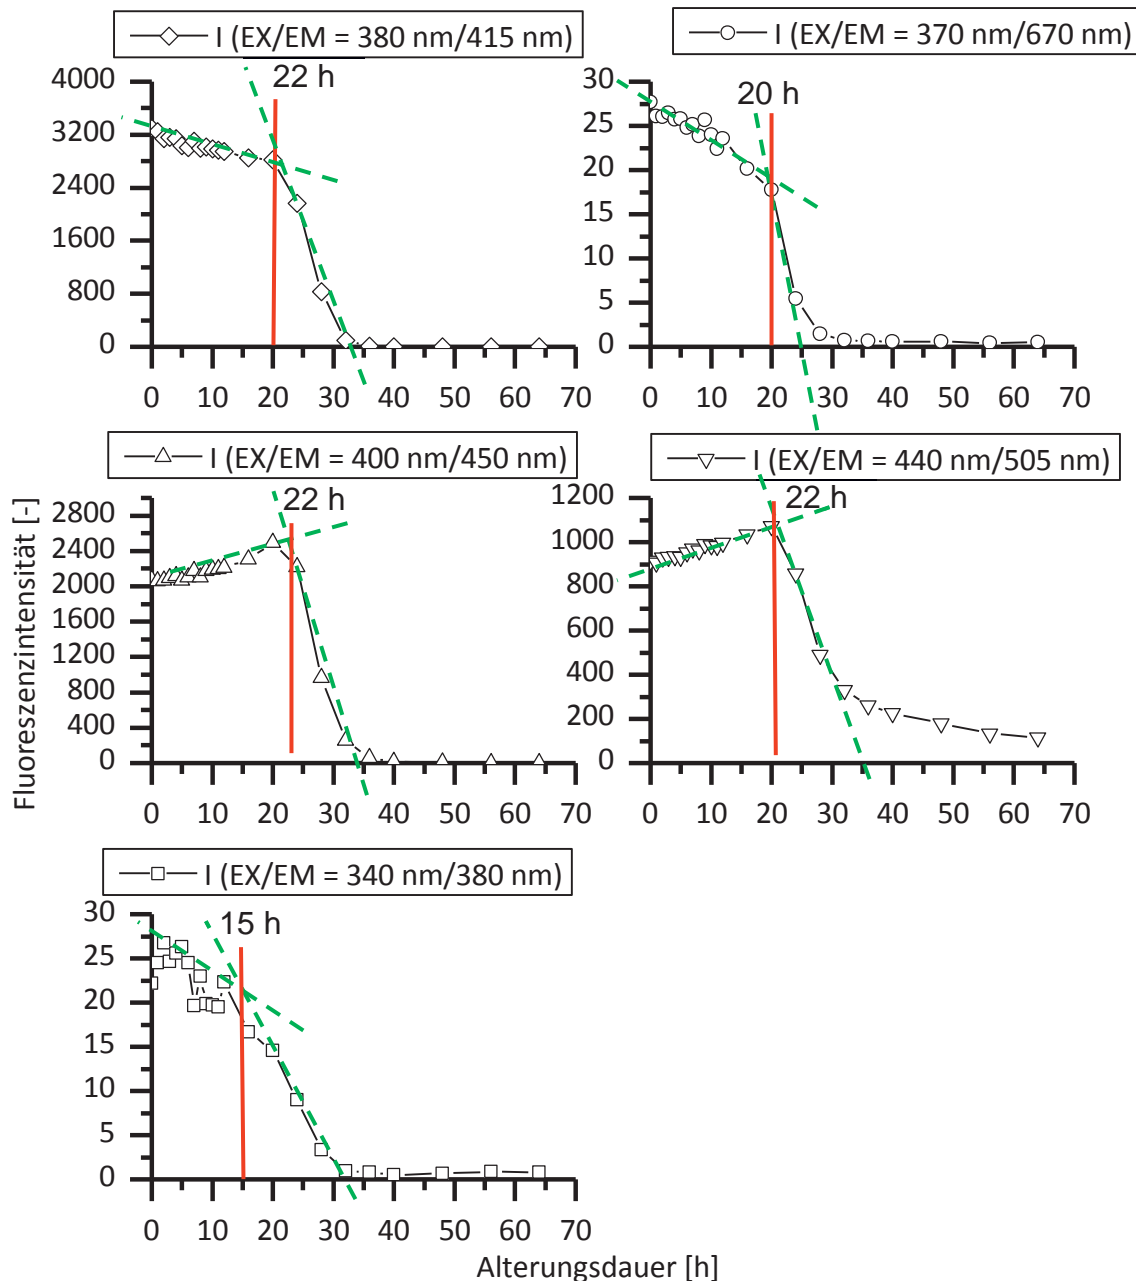 I (EX/EM = 380 nm/415 nm)
22 h
4000
3200
2400
1600
800
0
0 10 20 30 40 50 60 70
I (EX/EM = 370 nm/670 nm)
20 h
30
25
20
15
10
5
0
0 10 20 30 40 50 60 70
I (EX/EM = 400 nm/450 nm)
22 h
2800
2400
2000
1600
1200
800
400
0
0 10 20 30 40 50 60 70
I (EX/EM = 440 nm/505 nm)
22 h
1200
1000
800
600
400
200
0
0 10 20 30 40 50 60 70
I (EX/EM = 340 nm/380 nm)
15 h
30
25
20
15
10
5
0
0 10 20 30 40 50 60 70
Fluoreszenzintensität [-]
Alterungsdauer [h]